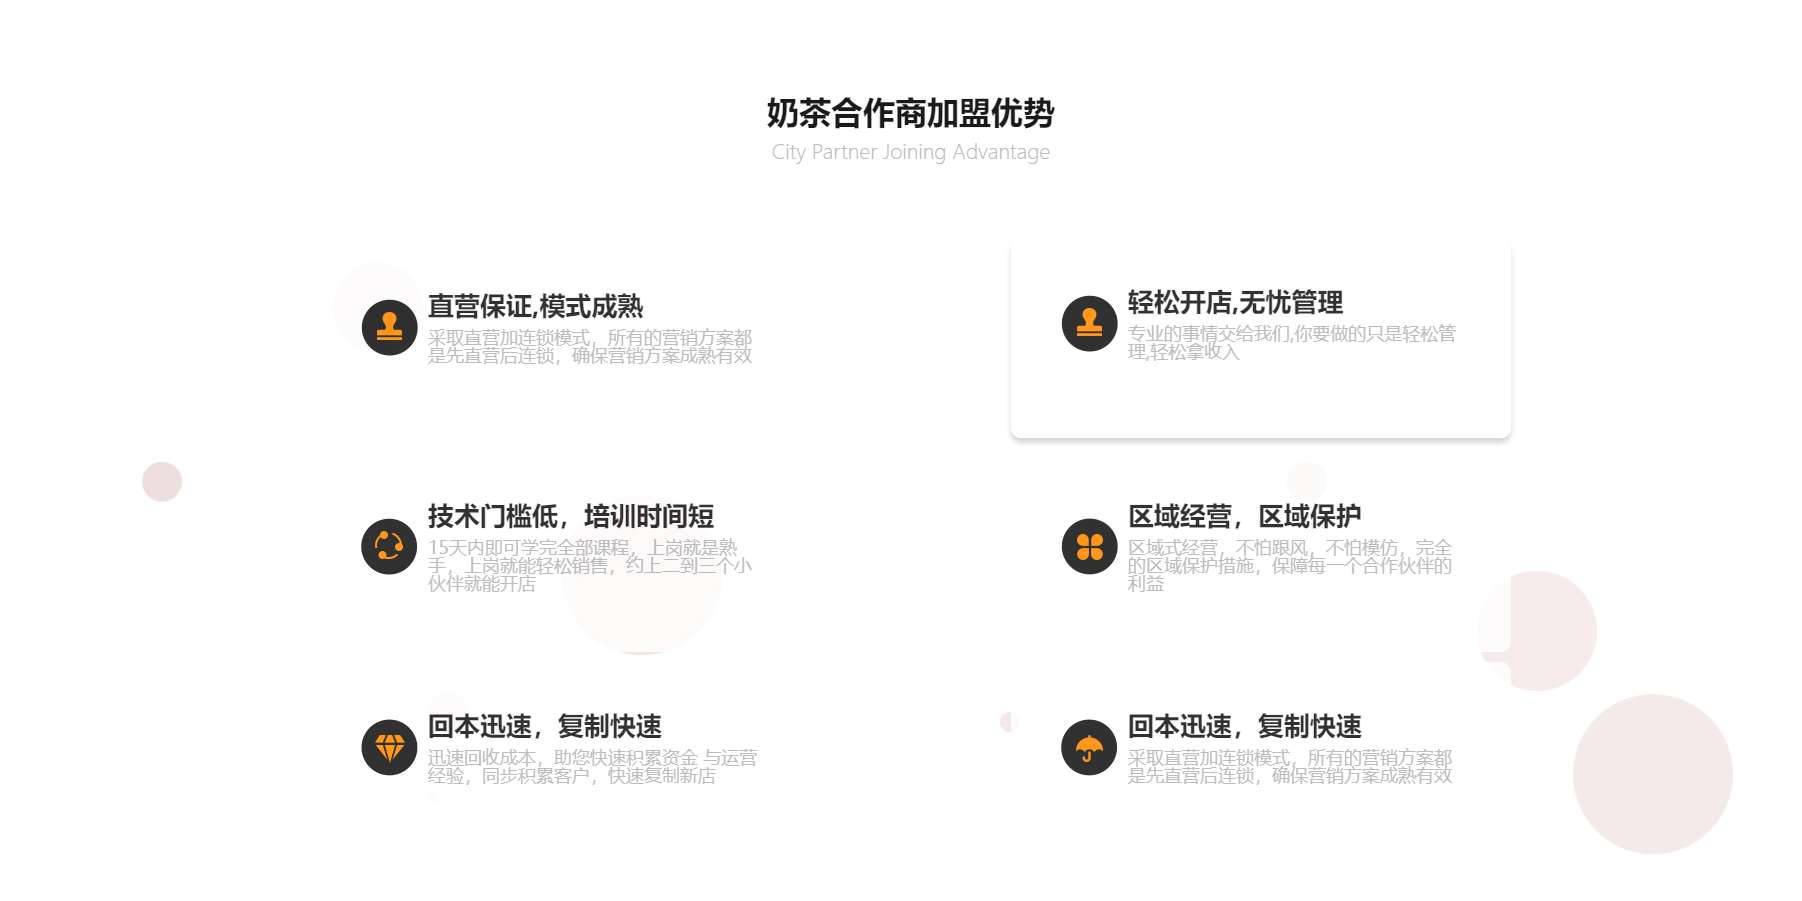 奶茶合作商加盟优势
City Partner Joining Advantage
直营保证,模式成熟
采取直营加连锁模式，所有的营销方案都
是先直营后连锁，确保营销方案成熟有效
轻松开店,无忧管理
专业的事情交给我们,你要做的只是轻松管
理,轻松拿收入
技术门槛低，培训时间短
15天内即可学完全部课程，上岗就是熟
手，上岗就能轻松销售，约上二到三个小
伙伴就能开店
区域经营，区域保护
区域式经营，不怕跟风，不怕模仿，完全
的区域保护措施，保障每一个合作伙伴的
利益
回本迅速，复制快速
迅速回收成本，助您快速积累资金 与运营
经验，同步积累客户，快速复制新店
回本迅速，复制快速
采取直营加连锁模式，所有的营销方案都
是先直营后连锁，确保营销方案成熟有效